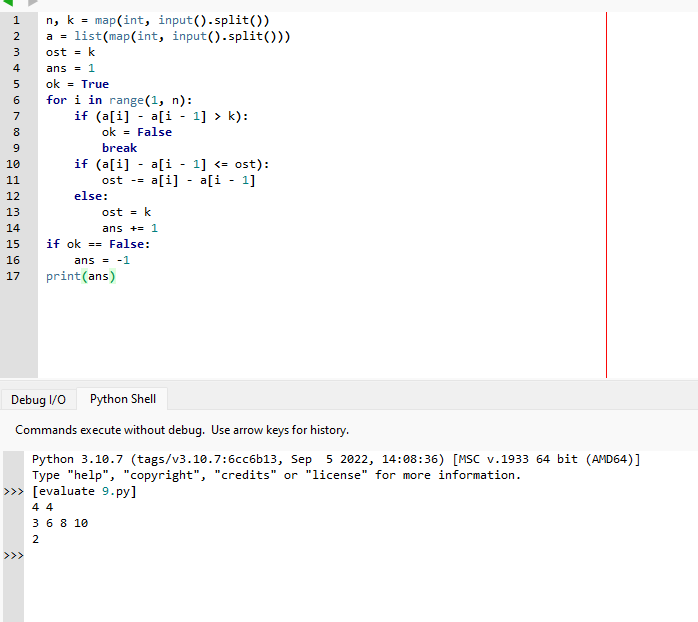 1 n, k = map(int, input().split())
2 a = list(map(int, input().split()))
3 ost = k
4 ans = 1
5 ok = True
6 for i in range(1, n):
7     if (a[i] - a[i - 1] > k):
8         ok = False
9         break
10     if (a[i] - a[i - 1] <= ost):
11         ost -= a[i] - a[i - 1]
12     else:
13         ost = k
14         ans += 1
15 if ok == False:
16     ans = -1
17 print(ans)
Debug I/O Python Shell
Commands execute without debug. Use arrow keys for history.
Python 3.10.7 (tags/v3.10.7:6cc6b13, Sep  5 2022, 14:08:36) [MSC v.1933 64 bit (AMD64)]
Type "help", "copyright", "credits" or "license" for more information.
>>> [evaluate 9.py]
4 4
3 6 8 10
2
>>>